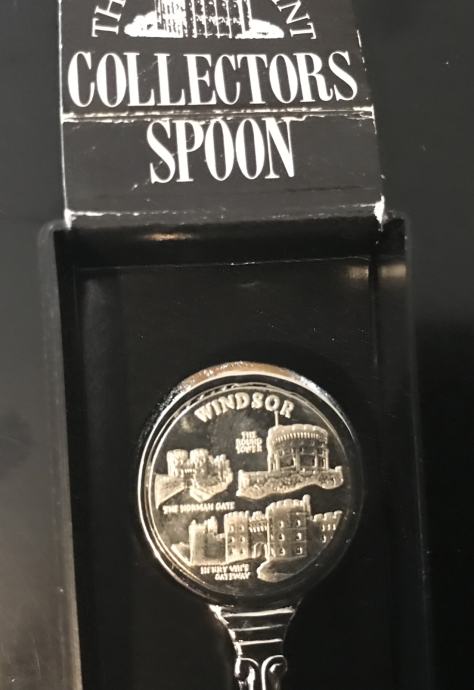 COLLECTORS
SPOON
WINDSOR
THE
ROUND
TOWER
THE NORMAN GATE
HENRY VIII'S
GATEWAY